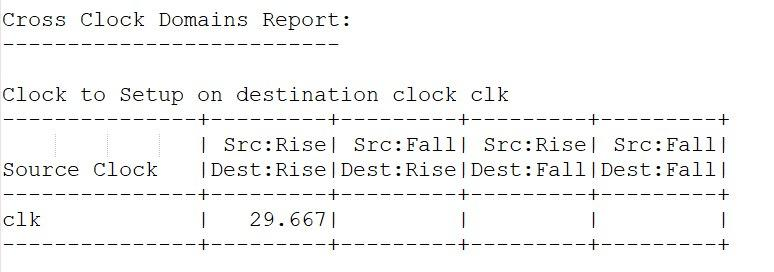 Cross Clock Domains Report:
--------------------------

Clock to Setup on destination clock clk
---------------+---------+---------+---------+---------+
               | Src:Rise| Src:Fall| Src:Rise| Src:Fall|
Source Clock   |Dest:Rise|Dest:Rise|Dest:Fall|Dest:Fall|
---------------+---------+---------+---------+---------+
clk            |   29.667|         |         |         |
---------------+---------+---------+---------+---------+